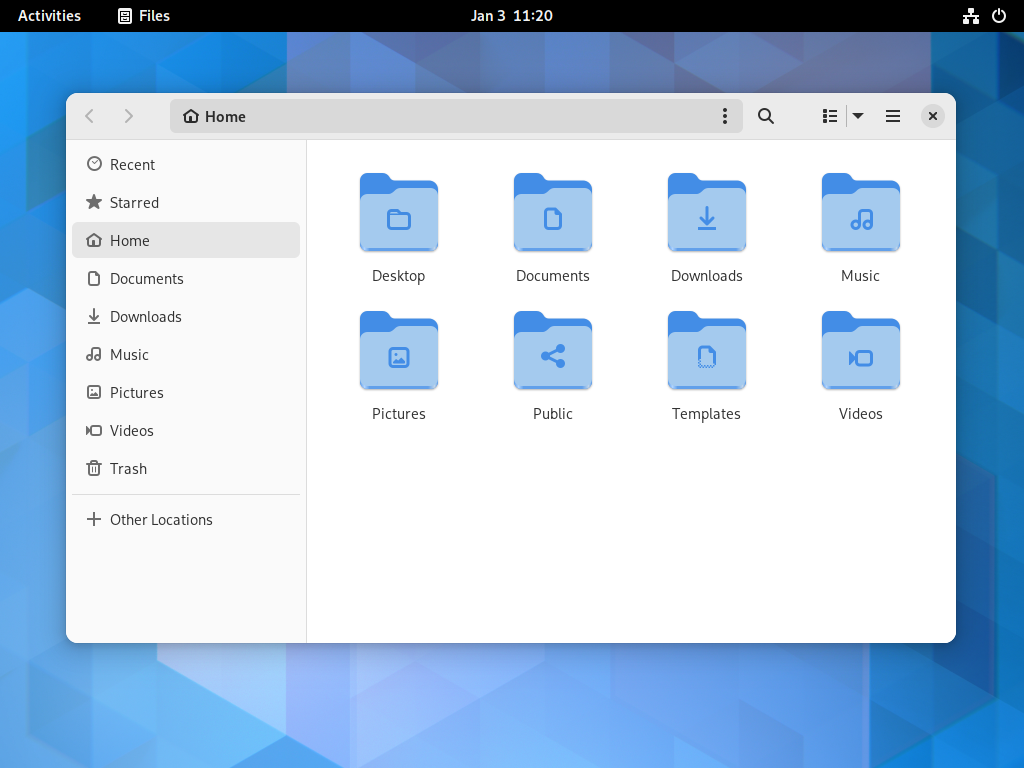 Activities Files Jan 3 11:20
Home
Recent
Starred
Home
Documents
Downloads
Music
Pictures
Videos
Trash
Other Locations
Desktop Documents Downloads Music
Pictures Public Templates Videos